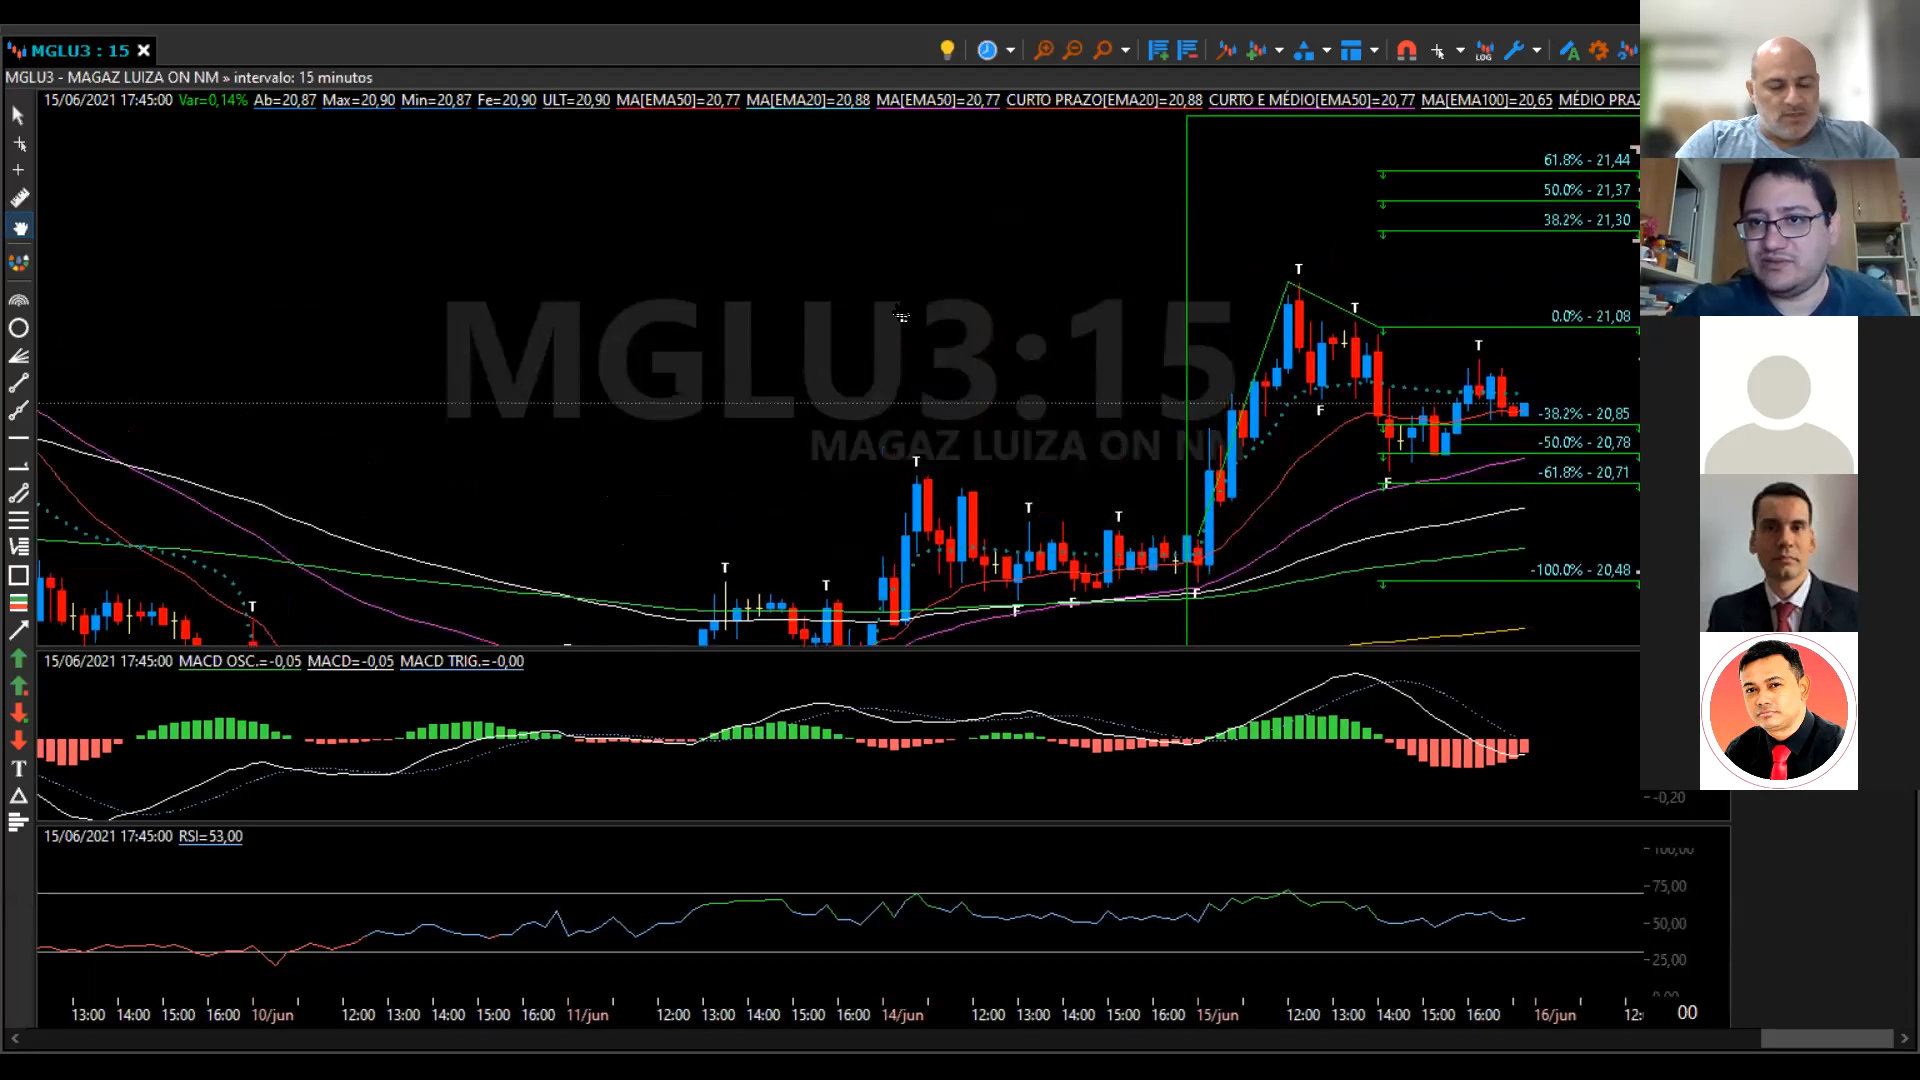 MGLU3 : 15
MGLU3 - MAGAZ LUIZA ON NM » intervalo: 15 minutos
15/06/2021 17:45:00 Var=0,14% Ab=20,87 Max=20,90 Min=20,87 Fe=20,90 ULT=20,90 MA[EMA50]=20,77 MA[EMA20]=20,88 MA[EMA50]=20,77 CURTO PRAZO[EMA20]=20,88 CURTO E MÉDIO[EMA50]=20,77 MA[EMA100]=20,65 MÉDIO PRAZ
LOG
61.8% - 21,44
50.0% - 21,37
38.2% - 21,30
0.0% - 21,08
-38.2% - 20,85
-50.0% - 20,78
-61.8% - 20,71
-100.0% - 20,48
MGLU3:15
MAGAZ LUIZA ON NM
T T T T T T T T T
F F F F F
15/06/2021 17:45:00 MACD OSC.=-0,05 MACD=-0,05 MACD TRIG.=-0,00
-0,20
15/06/2021 17:45:00 RSI=53,00
100,00
75,00
50,00
25,00
13:00 14:00 15:00 16:00 10/jun 12:00 13:00 14:00 15:00 16:00 11/jun 12:00 13:00 14:00 15:00 16:00 14/jun 12:00 13:00 14:00 15:00 16:00 15/jun 12:00 13:00 14:00 15:00 16:00 16/jun 12: 00